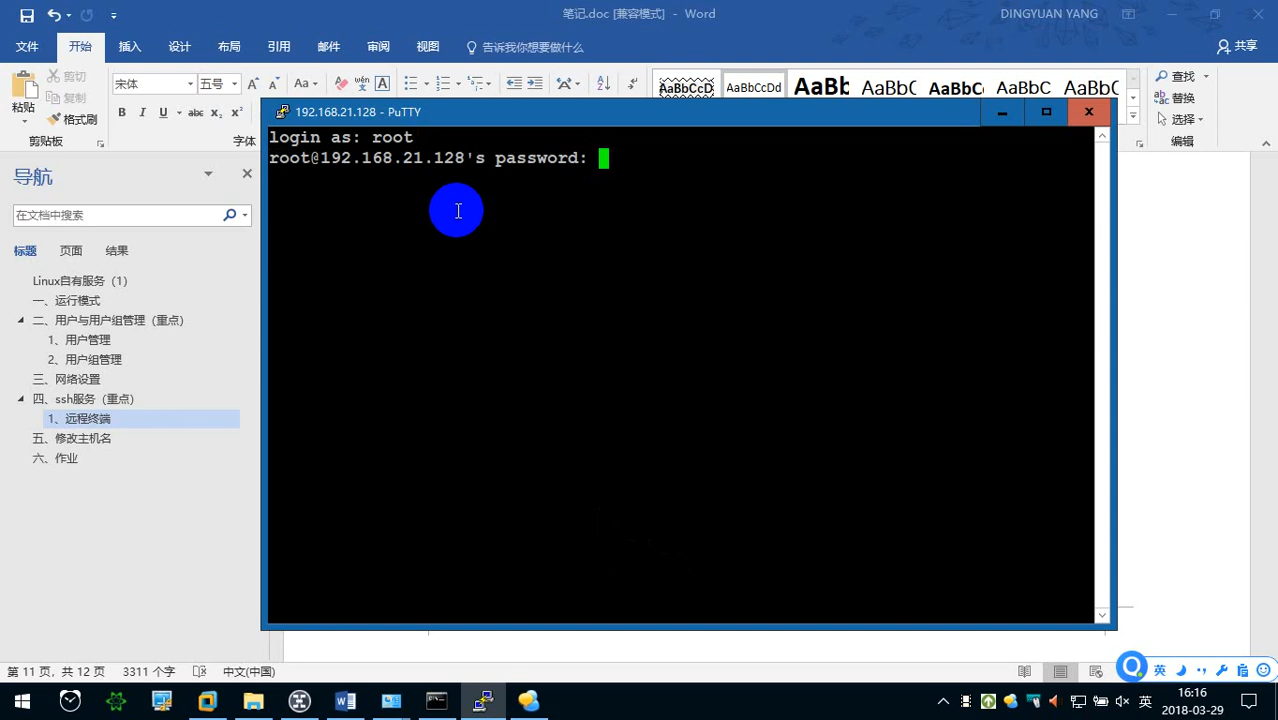 笔记.doc [兼容模式] - Word
DINGYUAN YANG
文件 开始 插入 设计 布局 引用 邮件 审阅 视图 告诉我你想要做什么 共享
粘贴
剪切
复制
格式刷
剪贴板
宋体 五号
字体
AaBbCcD AaBbCcDd AaBb AaBbC AaBbC AaBbC AaBbC
查找
替换
选择
编辑
导航
在文档中搜索
标题 页面 结果
Linux自有服务（1）
一、运行模式
二、用户与用户组管理（重点）
1、用户管理
2、用户组管理
三、网络设置
四、ssh服务（重点）
1、远程终端
五、修改主机名
六、作业
192.168.21.128 - PuTTY
login as: root
root@192.168.21.128's password:
第 11 页，共 12 页 3311 个字 中文(中国)
英
英
16:16
2018-03-29